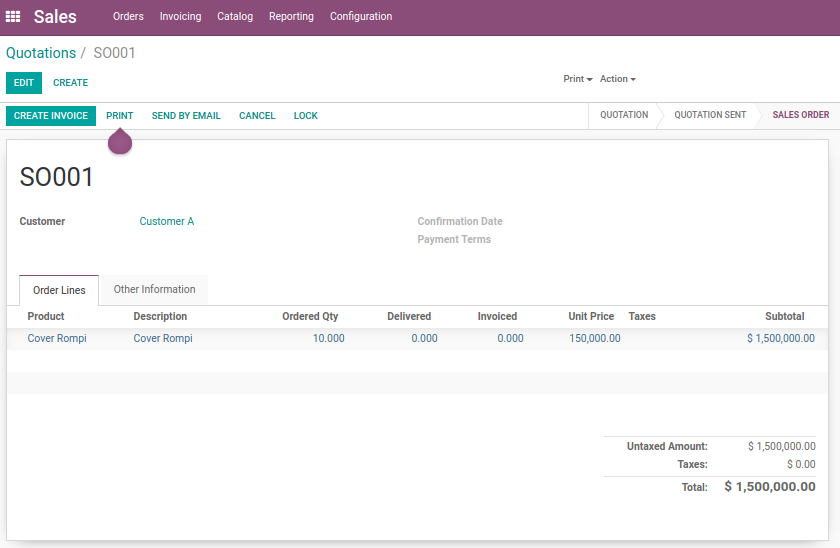 Sales Orders Invoicing Catalog Reporting Configuration
Quotations / SO001
EDIT CREATE Print Action
CREATE INVOICE PRINT SEND BY EMAIL CANCEL LOCK QUOTATION QUOTATION SENT SALES ORDER
SO001
Customer Customer A Confirmation Date
Payment Terms
Order Lines Other Information
Product Description Ordered Qty Delivered Invoiced Unit Price Taxes Subtotal
Cover Rompi Cover Rompi 10.000 0.000 0.000 150,000.00 $ 1,500,000.00
Untaxed Amount: $ 1,500,000.00
Taxes: $ 0.00
Total: $ 1,500,000.00